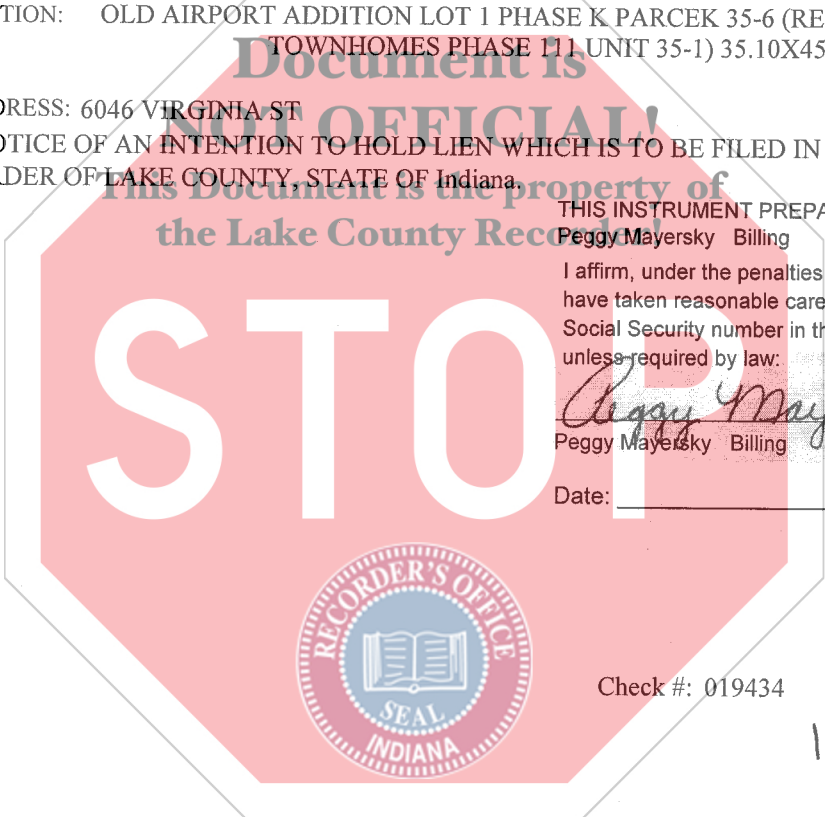 TION: OLD AIRPORT ADDITION LOT 1 PHASE K PARCEK 35-6 (RE
TOWNHOMES PHASE 111 UNIT 35-1) 35.10X45
Document is
DRESS: 6046 VIRGINIA ST
NOT OFFICIAL!
OTICE OF AN INTENTION TO HOLD LIEN WHICH IS TO BE FILED IN
RDER OF LAKE COUNTY, STATE OF Indiana.
This Document is the property of
the Lake County Recorder!
THIS INSTRUMENT PREPA
Peggy Mayersky Billing
I affirm, under the penalties
have taken reasonable care
Social Security number in th
unless required by law:
STOP
Peggy May
Peggy Mayersky Billing
Date:
RECORDER'S OFFICE
SEAL
INDIANA
Check #: 019434